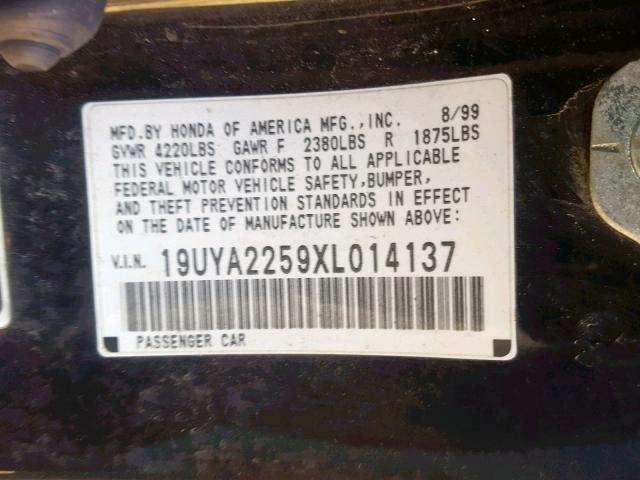 MFD.BY HONDA OF AMERICA MFG.,INC. 8/99
GVWR 4220LBS GAWR F 2380LBS R 1875LBS
THIS VEHICLE CONFORMS TO ALL APPLICABLE
FEDERAL MOTOR VEHICLE SAFETY,BUMPER,
AND THEFT PREVENTION STANDARDS IN EFFECT
ON THE DATE OF MANUFACTURE SHOWN ABOVE:
V.I.N. 19UYA2259XL014137
PASSENGER CAR